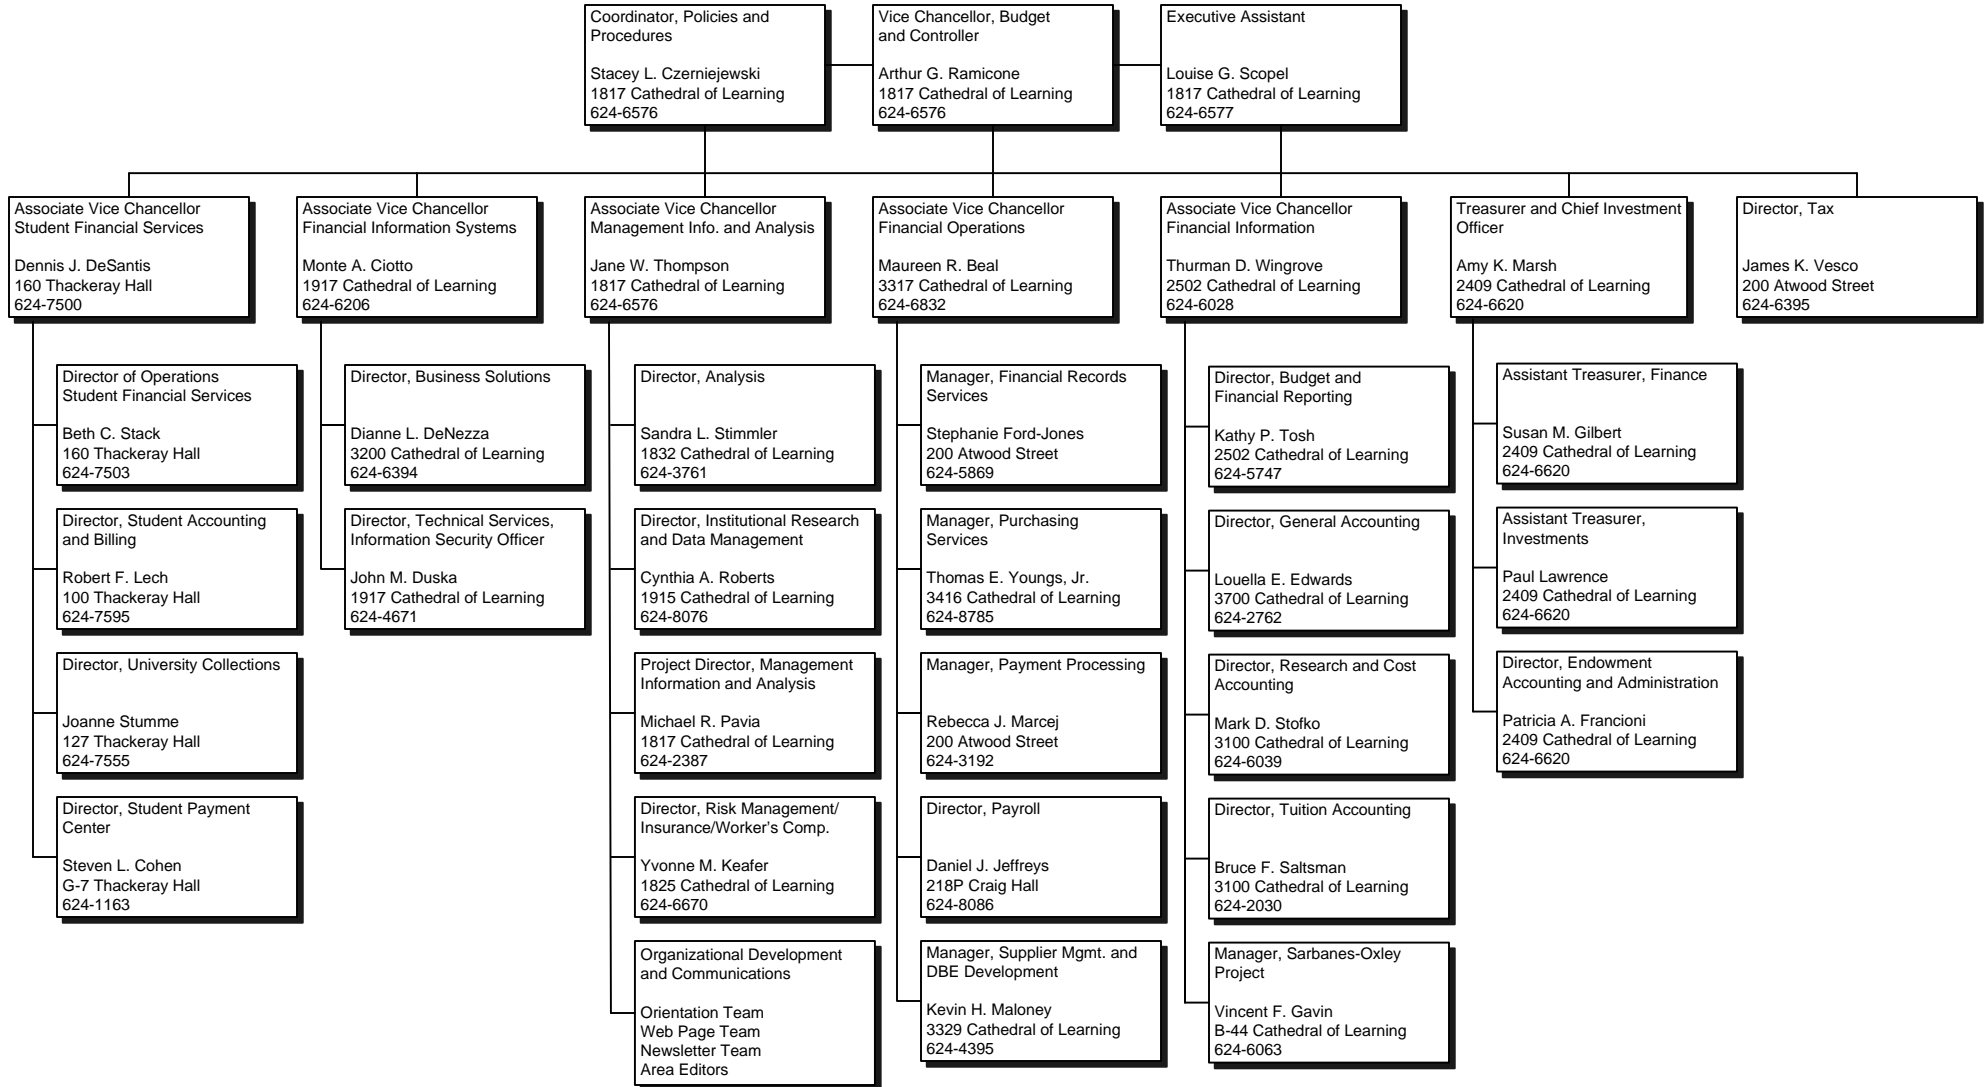 Coordinator, Policies and
Procedures
Stacey L. Czerniejewski
1817 Cathedral of Learning
624-6576
Vice Chancellor, Budget
and Controller
Arthur G. Ramicone
1817 Cathedral of Learning
624-6576
Executive Assistant
Louise G. Scopel
1817 Cathedral of Learning
624-6577
Associate Vice Chancellor
Student Financial Services
Dennis J. DeSantis
160 Thackeray Hall
624-7500
Associate Vice Chancellor
Financial Information Systems
Monte A. Ciotto
1917 Cathedral of Learning
624-6206
Associate Vice Chancellor
Management Info. and Analysis
Jane W. Thompson
1817 Cathedral of Learning
624-6576
Associate Vice Chancellor
Financial Operations
Maureen R. Beal
3317 Cathedral of Learning
624-6832
Associate Vice Chancellor
Financial Information
Thurman D. Wingrove
2502 Cathedral of Learning
624-6028
Treasurer and Chief Investment
Officer
Amy K. Marsh
2409 Cathedral of Learning
624-6620
Director, Tax
James K. Vesco
200 Atwood Street
624-6395
Director of Operations
Student Financial Services
Beth C. Stack
160 Thackeray Hall
624-7503
Director, Student Accounting
and Billing
Robert F. Lech
100 Thackeray Hall
624-7595
Director, University Collections
Joanne Stumme
127 Thackeray Hall
624-7555
Director, Student Payment
Center
Steven L. Cohen
G-7 Thackeray Hall
624-1163
Director, Business Solutions
Dianne L. DeNezza
3200 Cathedral of Learning
624-6394
Director, Technical Services,
Information Security Officer
John M. Duska
1917 Cathedral of Learning
624-4671
Director, Analysis
Sandra L. Stimmler
1832 Cathedral of Learning
624-3761
Director, Institutional Research
and Data Management
Cynthia A. Roberts
1915 Cathedral of Learning
624-8076
Project Director, Management
Information and Analysis
Michael R. Pavia
1817 Cathedral of Learning
624-2387
Director, Risk Management/
Insurance/Worker's Comp.
Yvonne M. Keafer
1825 Cathedral of Learning
624-6670
Organizational Development
and Communications
Orientation Team
Web Page Team
Newsletter Team
Area Editors
Manager, Financial Records
Services
Stephanie Ford-Jones
200 Atwood Street
624-5869
Manager, Purchasing
Services
Thomas E. Youngs, Jr.
3416 Cathedral of Learning
624-8785
Manager, Payment Processing
Rebecca J. Marcej
200 Atwood Street
624-3192
Director, Payroll
Daniel J. Jeffreys
218P Craig Hall
624-8086
Manager, Supplier Mgmt. and
DBE Development
Kevin H. Maloney
3329 Cathedral of Learning
624-4395
Director, Budget and
Financial Reporting
Kathy P. Tosh
2502 Cathedral of Learning
624-5747
Director, General Accounting
Louella E. Edwards
3700 Cathedral of Learning
624-2762
Director, Research and Cost
Accounting
Mark D. Stofko
3100 Cathedral of Learning
624-6039
Director, Tuition Accounting
Bruce F. Saltsman
3100 Cathedral of Learning
624-2030
Manager, Sarbanes-Oxley
Project
Vincent F. Gavin
B-44 Cathedral of Learning
624-6063
Assistant Treasurer, Finance
Susan M. Gilbert
2409 Cathedral of Learning
624-6620
Assistant Treasurer,
Investments
Paul Lawrence
2409 Cathedral of Learning
624-6620
Director, Endowment
Accounting and Administration
Patricia A. Francioni
2409 Cathedral of Learning
624-6620